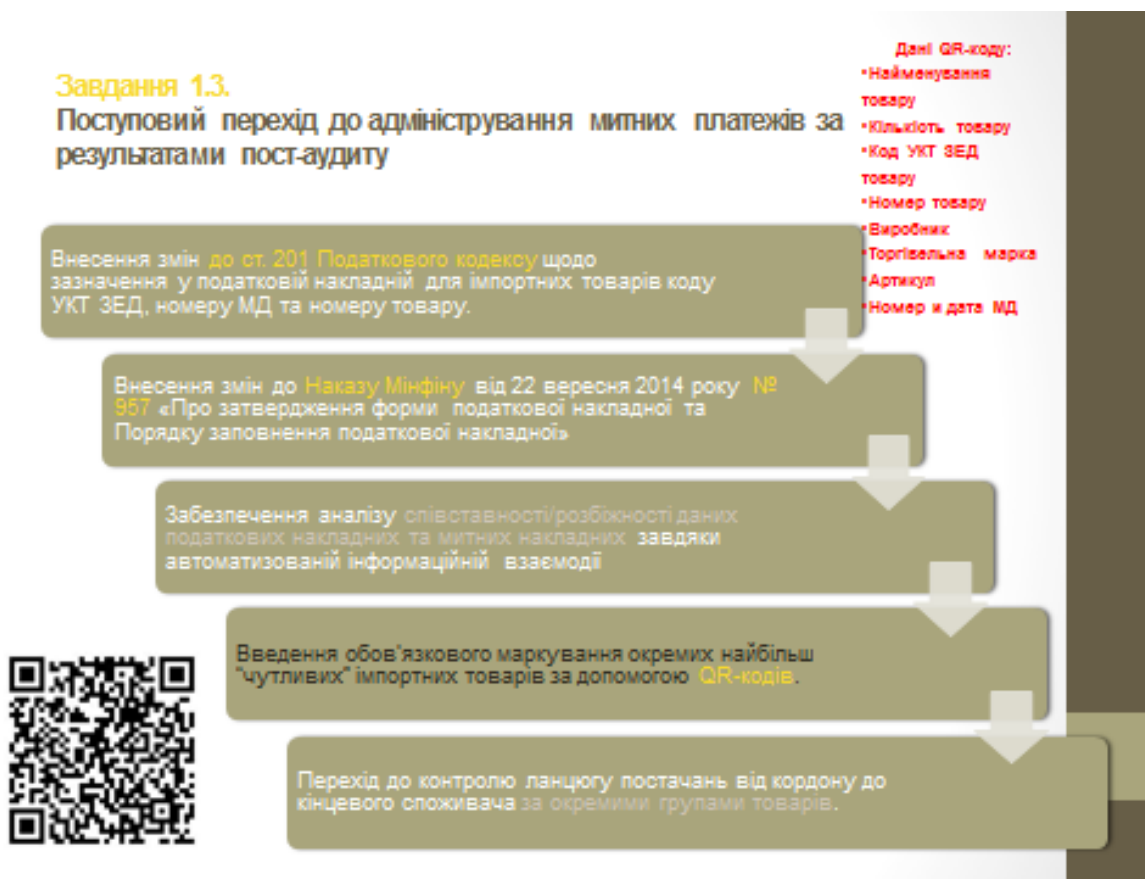 Завдання 1.3.
Поступовий перехід до адміністрування митних платежів за
результатами пост-аудиту
Дані QR-коду:
•Найменування
товару
•Кількість товару
•Код УКТ ЗЕД
товару
•Номер товару
•Виробник
•Торгівельна марка
•Артикул
•Номер и дата МД
Внесення змін до ст. 201 Податкового кодексу щодо
зазначення у податковій накладній для імпортних товарів коду
УКТ ЗЕД, номеру МД та номеру товару.
Внесення змін до Наказу Мінфіну від 22 вересня 2014 року №
957 «Про затвердження форми податкової накладної та
Порядку заповнення податкової накладної»
Забезпечення аналізу співставності/розбіжності даних
податкових накладних та митних накладних завдяки
автоматизованій інформаційній взаємодії
Введення обов'язкового маркування окремих найбільш
"чутливих" імпортних товарів за допомогою QR-кодів.
Перехід до контролю ланцюгу постачань від кордону до
кінцевого споживача за окремими групами товарів.